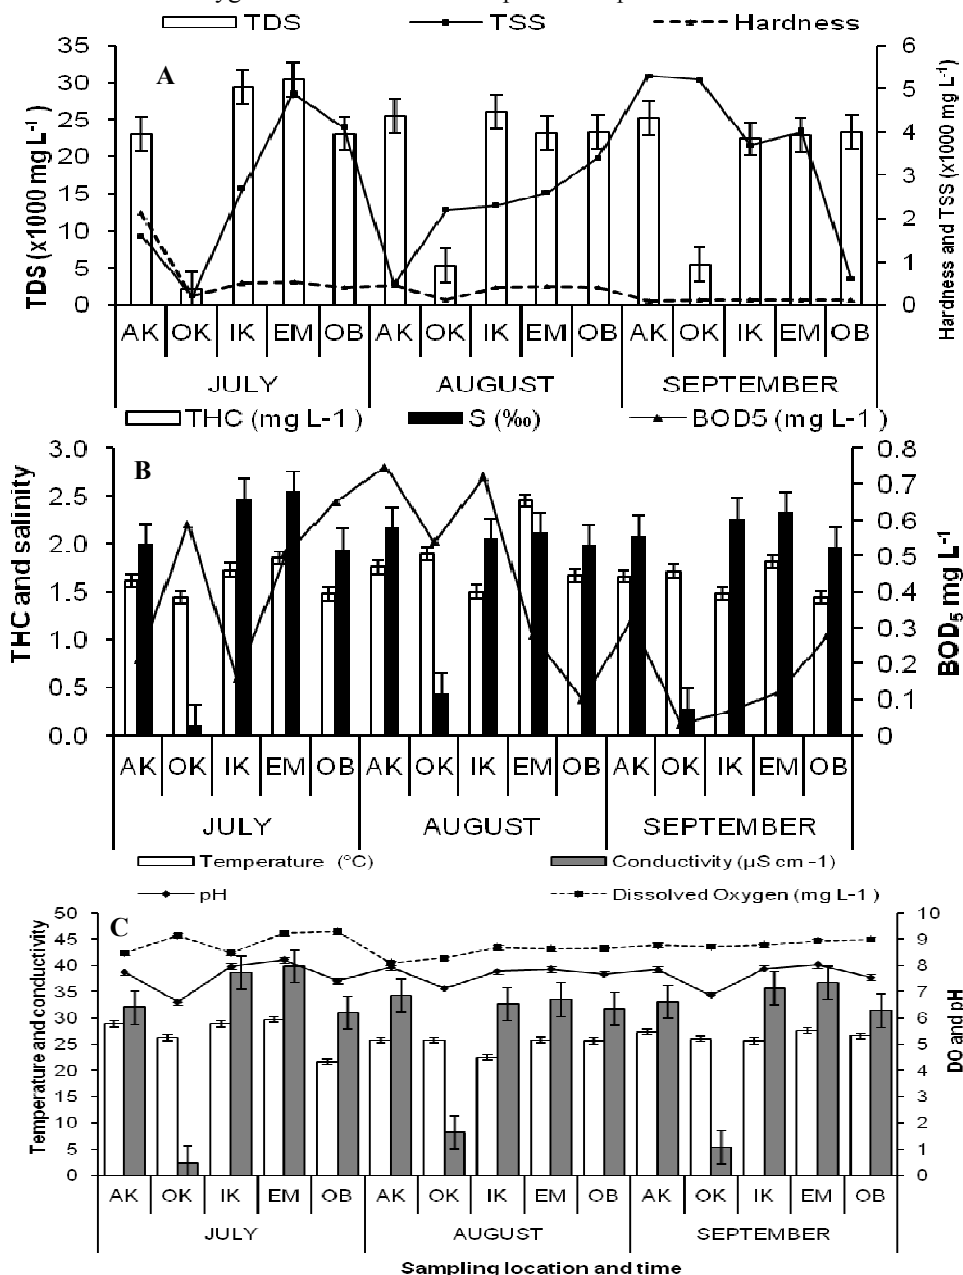 TDS TSS Hardness
A
35
30
25
20
15
10
5
0
TDS (x1000 mg L-1)
6
5
4
3
2
1
0
Hardness and TSS (x1000 mg L-1)
AK OK IK EM OB AK OK IK EM OB AK OK IK EM OB
JULY AUGUST SEPTEMBER
THC (mg L-1 ) S (‰) BOD5 (mg L-1 )
B
3.0
2.5
2.0
1.5
1.0
0.5
0.0
THC and salinity
0.8
0.7
0.6
0.5
0.4
0.3
0.2
0.1
0
BOD5 mg L-1
AK OK IK EM OB AK OK IK EM OB AK OK IK EM OB
JULY AUGUST SEPTEMBER
Temperature (°C) Conductivity (µS cm -1)
pH Dissolved Oxygen (mg L-1 )
C
50
45
40
35
30
25
20
15
10
5
0
Temperature and conductivity
10
9
8
7
6
5
4
3
2
1
0
DO and pH
AK OK IK EM OB AK OK IK EM OB AK OK IK EM OB
JULY AUGUST SEPTEMBER
Sampling location and time